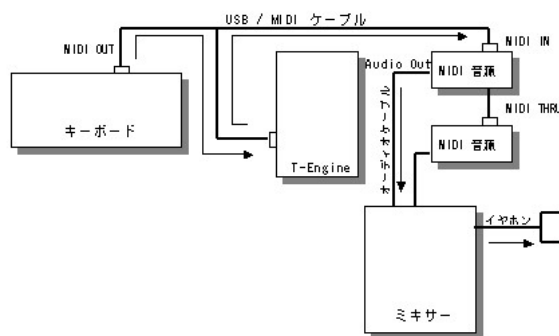 USB / MIDI ケーブル
MIDI OUT
MIDI IN
Audio Out
MIDI 音源
キーボード
T-Engine
オーディオケーブル
MIDI THRU
MIDI 音源
イヤホン
ミキサー